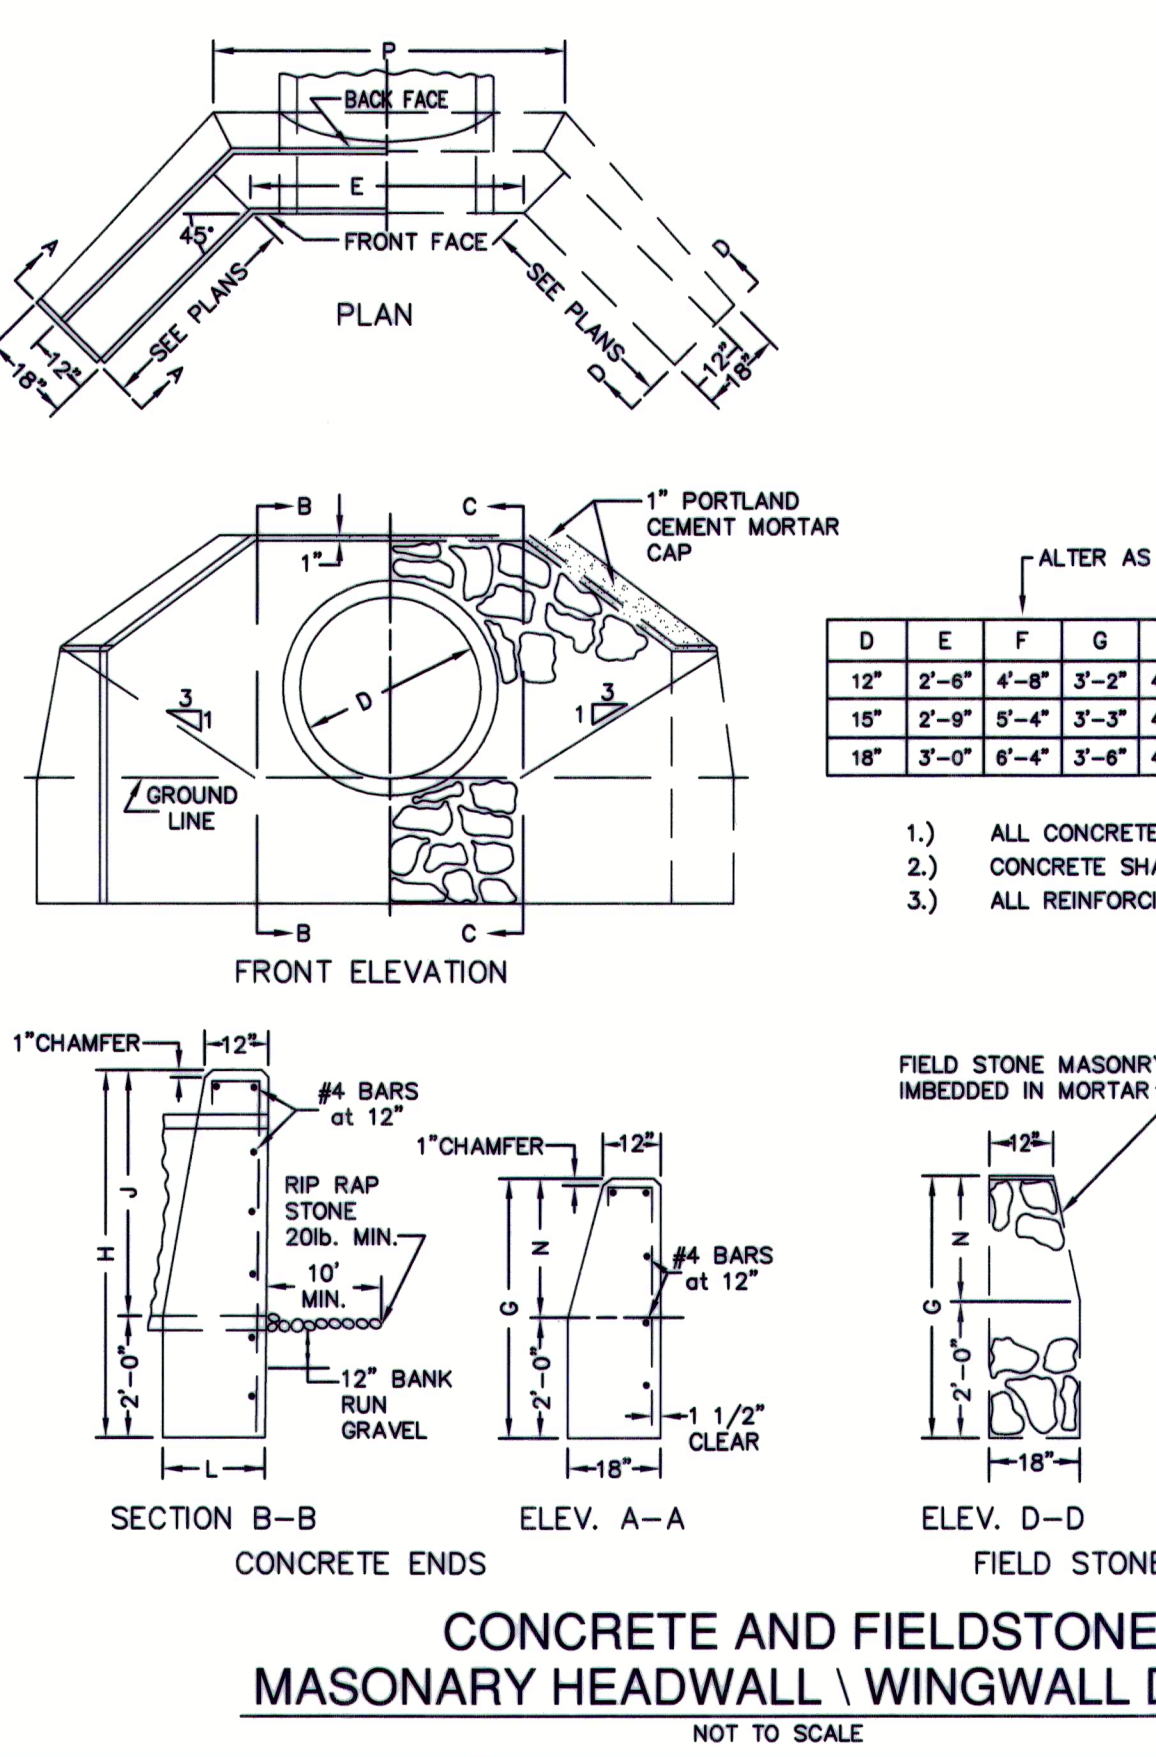 P
BACK FACE
E
45°
FRONT FACE
A
A
SEE PLANS
SEE PLANS
D
D
12"
18"
12"
18"
PLAN
B
C
1"
1" PORTLAND
CEMENT MORTAR
CAP
D
3
1
3
1
GROUND
LINE
B
C
FRONT ELEVATION
ALTER AS
D E F G
12" 2'-6" 4'-8" 3'-2" 4
15" 2'-9" 5'-4" 3'-3" 4
18" 3'-0" 6'-4" 3'-6" 4
1.) ALL CONCRETE
2.) CONCRETE SHA
3.) ALL REINFORCI
1"CHAMFER
12"
#4 BARS
at 12"
RIP RAP
STONE
20lb. MIN.
10'
MIN.
H
J
2'-0"
12" BANK
RUN
GRAVEL
L
SECTION B-B
1"CHAMFER
12"
#4 BARS
at 12"
G
N
2'-0"
1 1/2"
CLEAR
18"
ELEV. A-A
CONCRETE ENDS
FIELD STONE MASONRY
IMBEDDED IN MORTAR
12"
G
N
2'-0"
18"
ELEV. D-D
FIELD STONE
CONCRETE AND FIELDSTONE
MASONARY HEADWALL \ WINGWALL D
NOT TO SCALE